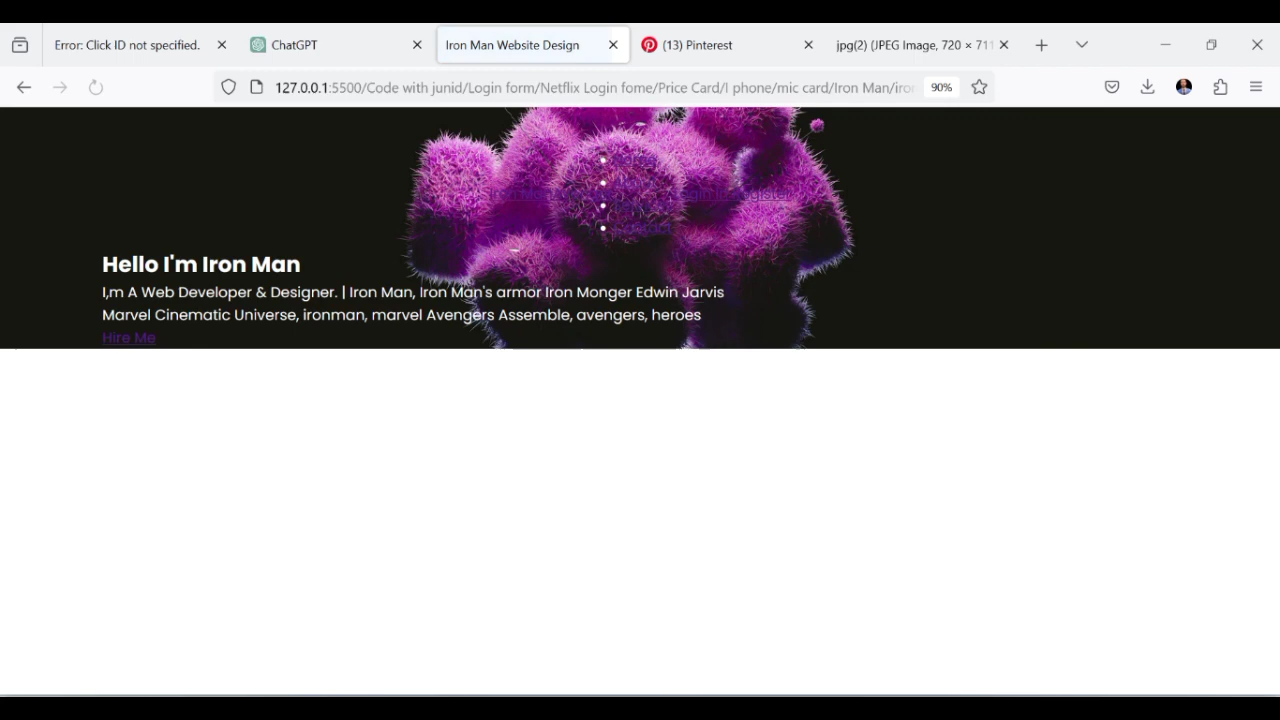 Error: Click ID not specified.
ChatGPT
Iron Man Website Design
(13) Pinterest
jpg(2) (JPEG Image, 720 × 711
127.0.0.1:5500/Code with junid/Login form/Netflix Login fome/Price Card/I phone/mic card/Iron Man/iron
90%
Home
Contact
Hello I'm Iron Man
I,m A Web Developer & Designer. | Iron Man, Iron Man's armor Iron Monger Edwin Jarvis
Marvel Cinematic Universe, ironman, marvel Avengers Assemble, avengers, heroes
Hire Me